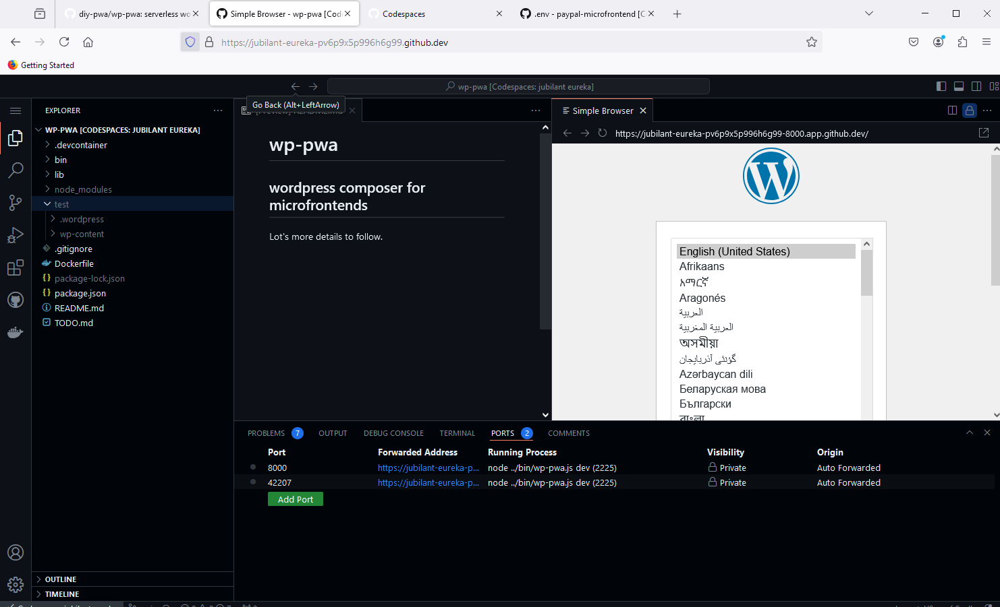 diy-pwa/wp-pwa: serverless wo
Simple Browser - wp-pwa [Cod
Codespaces
.env - paypal-microfrontend [C
https://jubilant-eureka-pv6p9x5p996h6g99.github.dev
Getting Started
wp-pwa [Codespaces: jubilant eureka]
Go Back (Alt+LeftArrow)
EXPLORER
[Preview] README.md
Simple Browser
WP-PWA [CODESPACES: JUBILANT EUREKA]
.devcontainer
bin
lib
node_modules
test
.wordpress
wp-content
.gitignore
Dockerfile
package-lock.json
package.json
README.md
TODO.md
OUTLINE
TIMELINE
wp-pwa
wordpress composer for
microfrontends
Lot's more details to follow.
https://jubilant-eureka-pv6p9x5p996h6g99-8000.app.github.dev/
English (United States)
Afrikaans
አማርኛ
Aragonés
العربية
العربية المغربية
অসমীয়া
گؤنئی آذربایجان
Azərbaycan dili
Беларуская мова
Български
বাংলা
PROBLEMS 7 OUTPUT DEBUG CONSOLE TERMINAL PORTS 2 COMMENTS
Port Forwarded Address Running Process Visibility Origin
8000 https://jubilant-eureka-p... node ../bin/wp-pwa.js dev (2225) Private Auto Forwarded
42207 https://jubilant-eureka-p... node ../bin/wp-pwa.js dev (2225) Private Auto Forwarded
Add Port